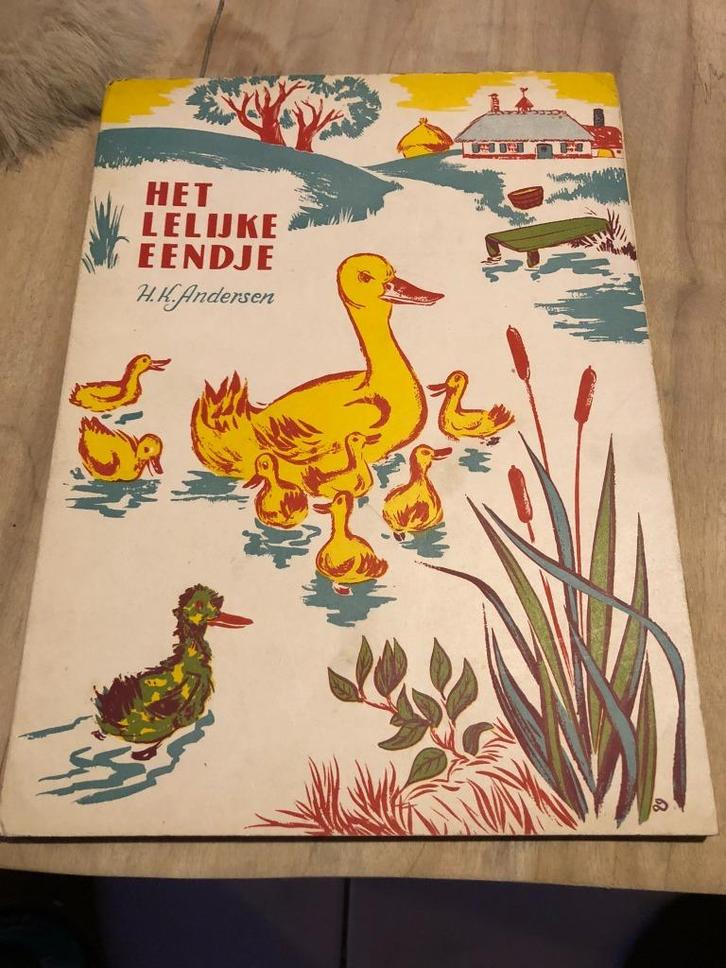 HET
LELIJKE
EENDJE
H.K. Andersen